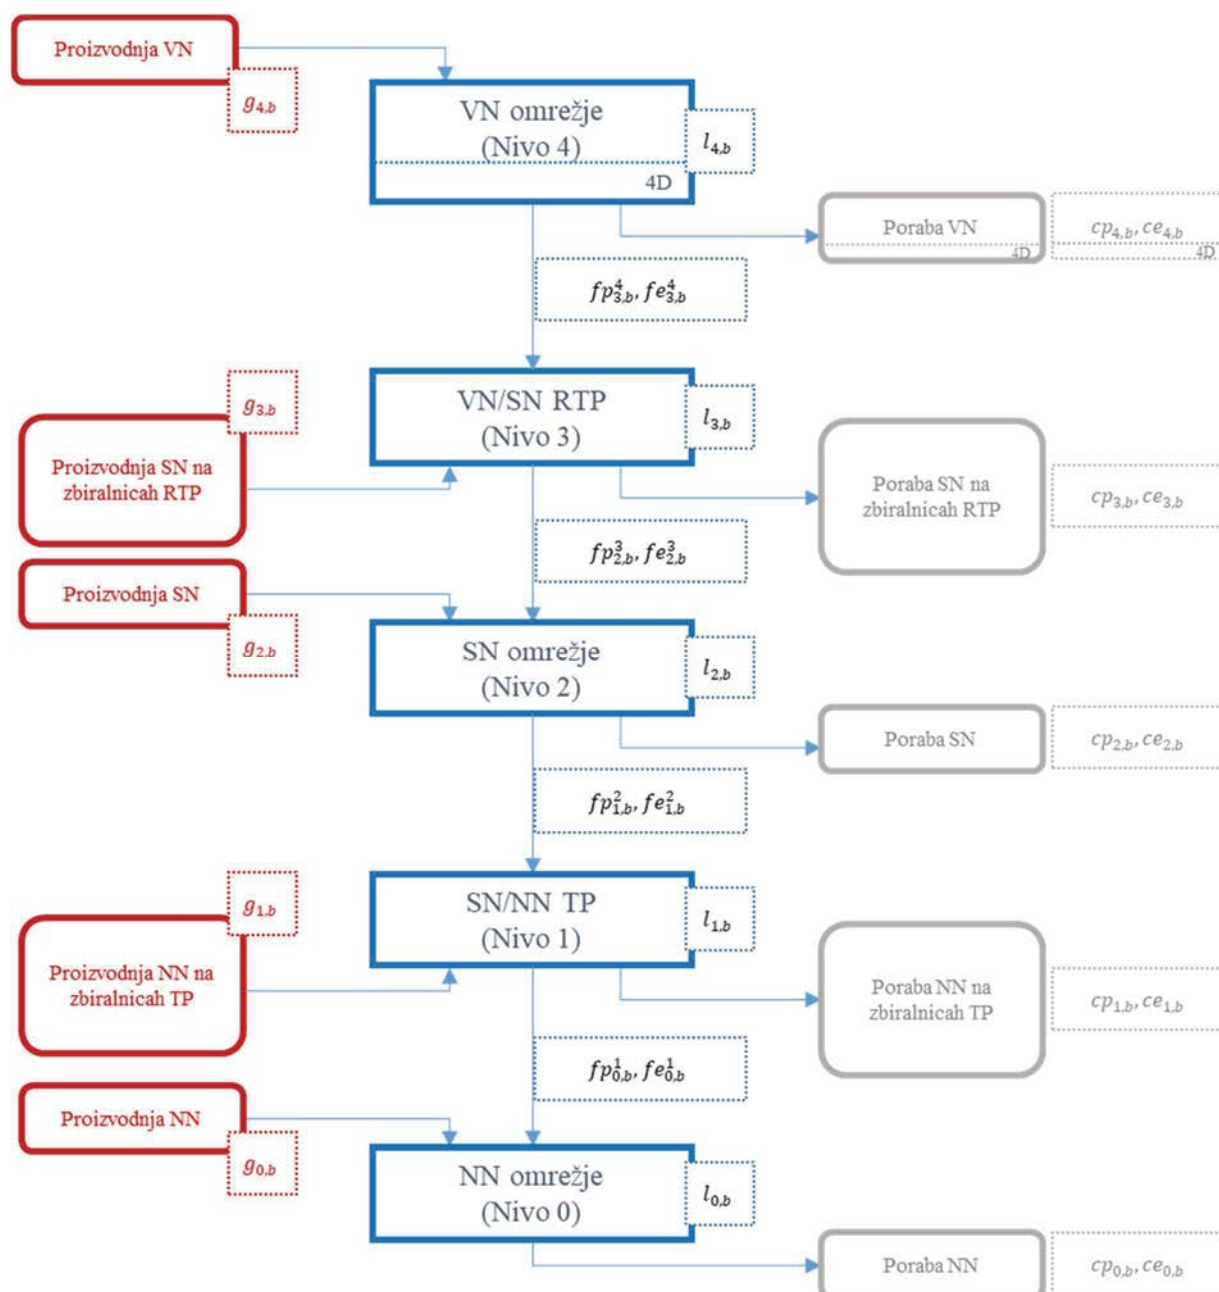 Proizvodnja VN
g₄,b
VN omrežje
(Nivo 4)
4D
l₄,b
Poraba VN
4D
cp₄,b, ce₄,b
4D
fp⁴₃,b, fe⁴₃,b
g₃,b
VN/SN RTP
(Nivo 3)
l₃,b
Proizvodnja SN na
zbiralnicah RTP
Poraba SN na
zbiralnicah RTP
cp₃,b, ce₃,b
fp³₂,b, fe³₂,b
Proizvodnja SN
g₂,b
SN omrežje
(Nivo 2)
l₂,b
Poraba SN
cp₂,b, ce₂,b
fp²₁,b, fe²₁,b
g₁,b
SN/NN TP
(Nivo 1)
l₁,b
Proizvodnja NN na
zbiralnicah TP
Poraba NN na
zbiralnicah TP
cp₁,b, ce₁,b
fp¹₀,b, fe¹₀,b
Proizvodnja NN
g₀,b
NN omrežje
(Nivo 0)
l₀,b
Poraba NN
cp₀,b, ce₀,b